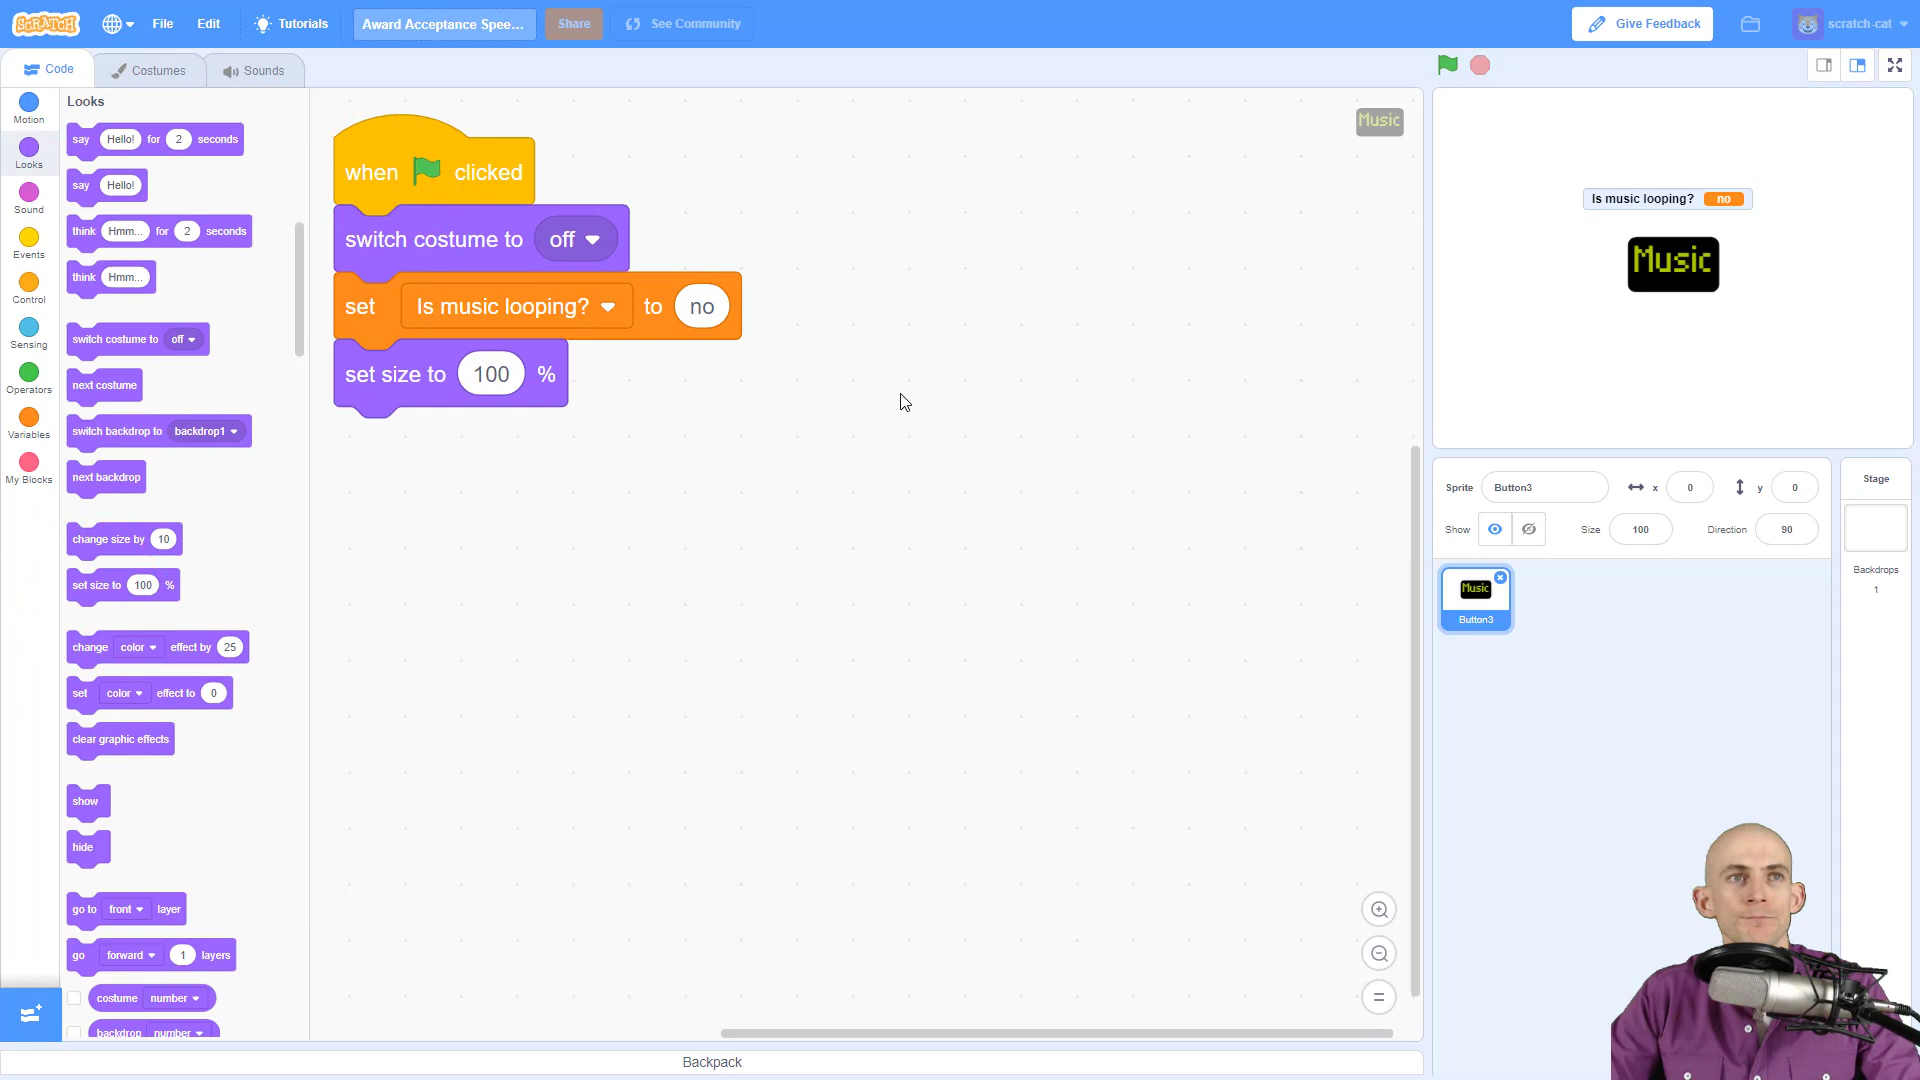 SCRATCH File Edit Tutorials Award Acceptance Spee... Share See Community Give Feedback scratch-cat
Code Costumes Sounds
Motion
Looks
Sound
Events
Control
Sensing
Operators
Variables
My Blocks
Looks
say Hello! for 2 seconds
say Hello!
think Hmm... for 2 seconds
think Hmm...
switch costume to off
next costume
switch backdrop to backdrop1
next backdrop
change size by 10
set size to 100 %
change color effect by 25
set color effect to 0
clear graphic effects
show
hide
go to front layer
go forward 1 layers
costume number
backdrop number
when clicked
switch costume to off
set Is music looping? to no
set size to 100 %
Music
Is music looping? no
Music
Sprite Button3 x 0 y 0
Show Size 100 Direction 90
Music
Button3
Stage
Backdrops
1
Backpack